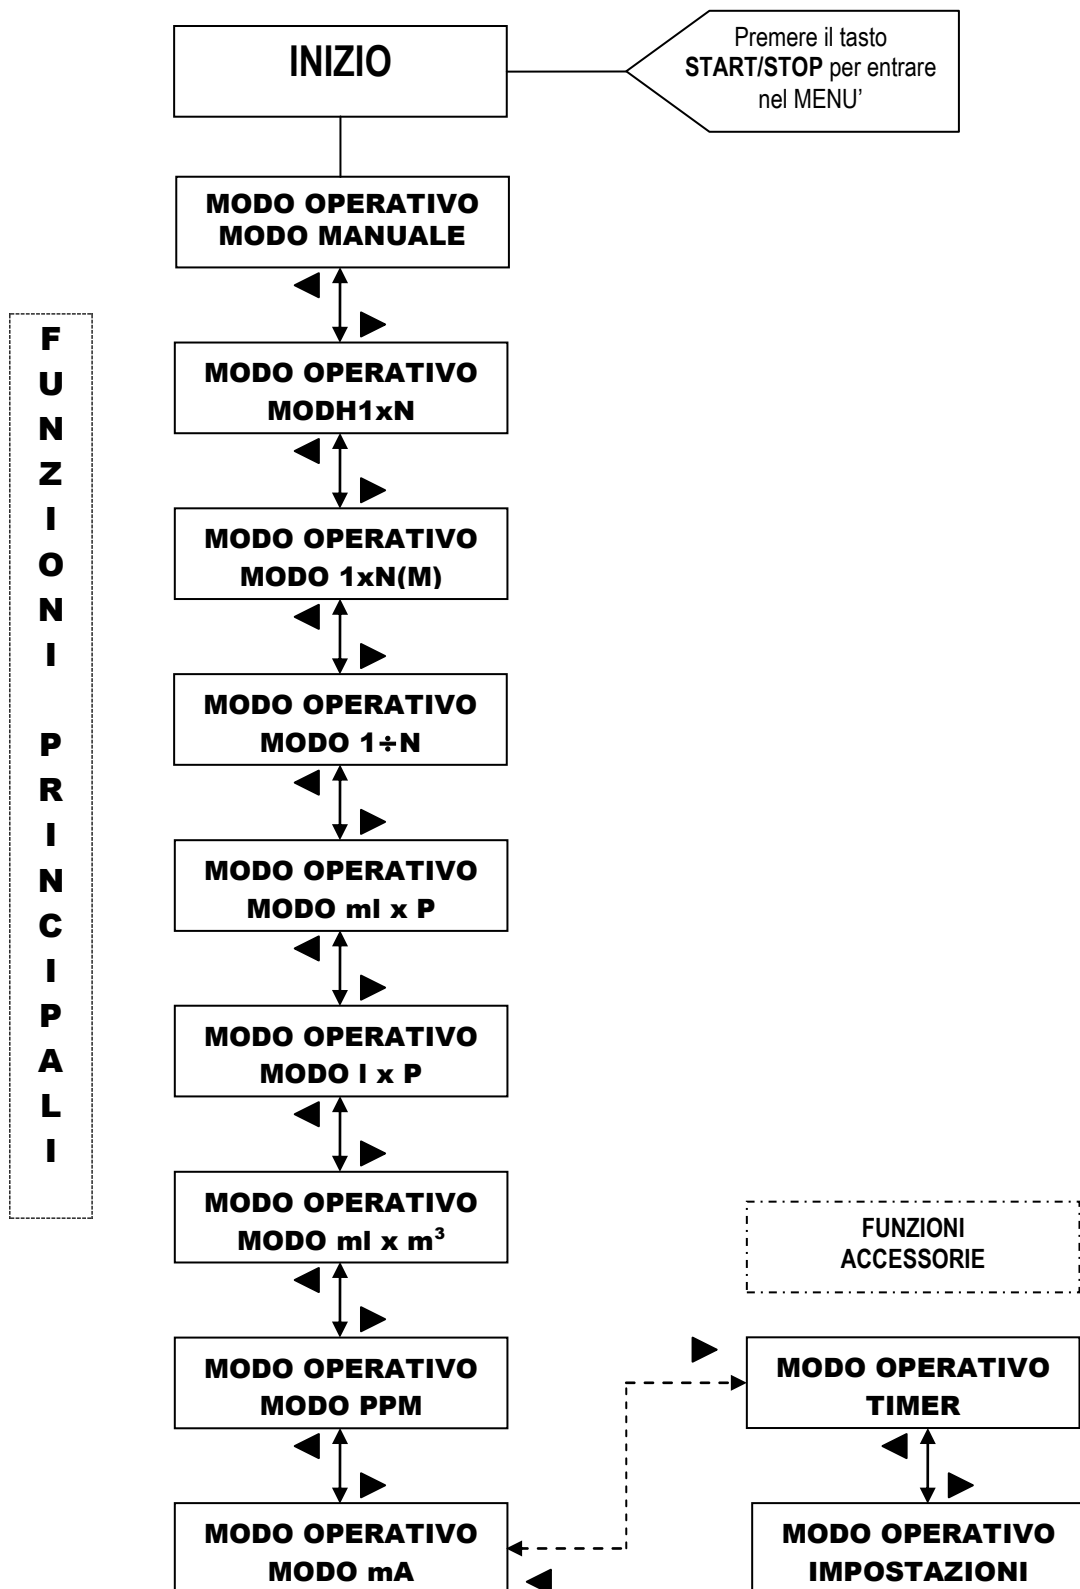 INIZIO
Premere il tasto
START/STOP per entrare
nel MENU’
MODO OPERATIVO
MODO MANUALE
FUNZIONI PRINCIPALI
MODO OPERATIVO
MODH1xN
MODO OPERATIVO
MODO 1xN(M)
MODO OPERATIVO
MODO 1÷N
MODO OPERATIVO
MODO ml x P
MODO OPERATIVO
MODO l x P
MODO OPERATIVO
MODO ml x m³
MODO OPERATIVO
MODO PPM
MODO OPERATIVO
MODO mA
FUNZIONI
ACCESSORIE
MODO OPERATIVO
TIMER
MODO OPERATIVO
IMPOSTAZIONI